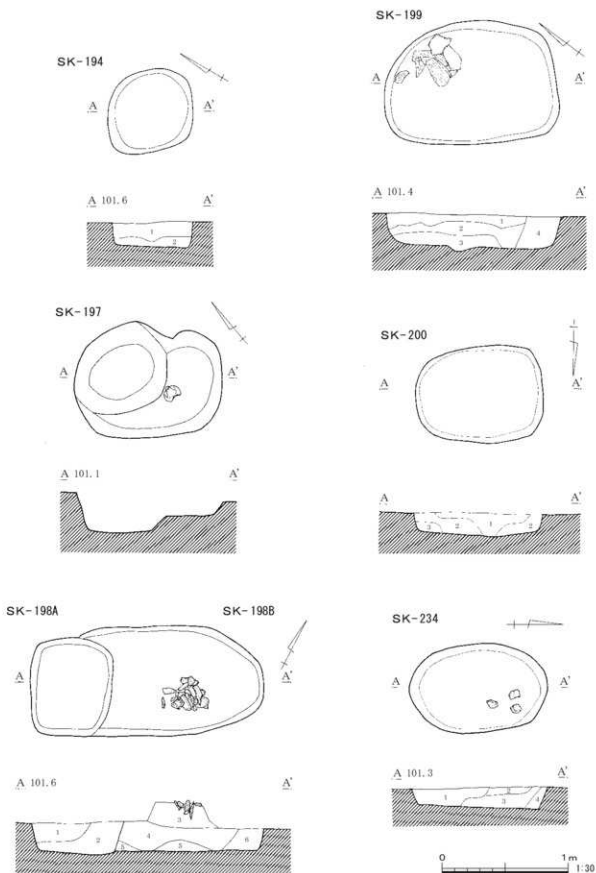 SK-194
A A'
A 101.6 A'
1
2
SK-199
A A'
A 101.4 A'
1
2
3
4
SK-197
A A'
A 101.1 A'
SK-200
A A'
A A'
3 2 1 2
SK-198A SK-198B
A A'
A 101.6 A'
1 2 3 4 5 5 6
SK-234
A A'
A 101.3 A'
1 2 3 4
0 1m
1:30